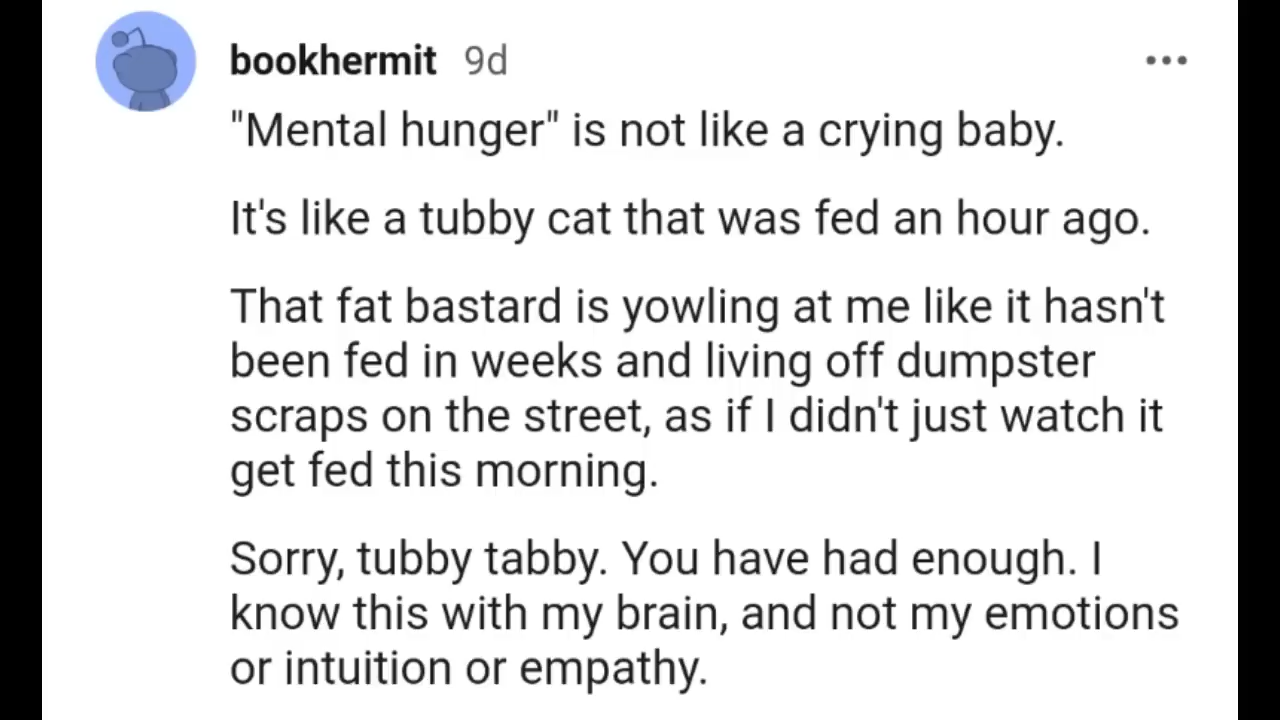 bookhermit 9d
"Mental hunger" is not like a crying baby.
It's like a tubby cat that was fed an hour ago.
That fat bastard is yowling at me like it hasn't
been fed in weeks and living off dumpster
scraps on the street, as if I didn't just watch it
get fed this morning.
Sorry, tubby tabby. You have had enough. I
know this with my brain, and not my emotions
or intuition or empathy.